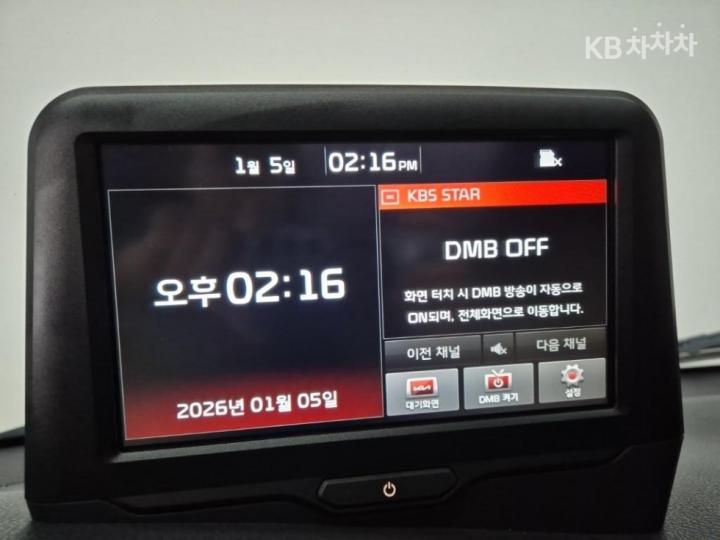 KB차차차
1월 5일 02:16 PM
KBS STAR
DMB OFF
화면 터치 시 DMB 방송이 자동으로
ON되며, 전체화면으로 이동합니다.
오후 02:16
2026년 01월 05일
이전 채널
다음 채널
KIA
대기화면
DMB 켜기
설정